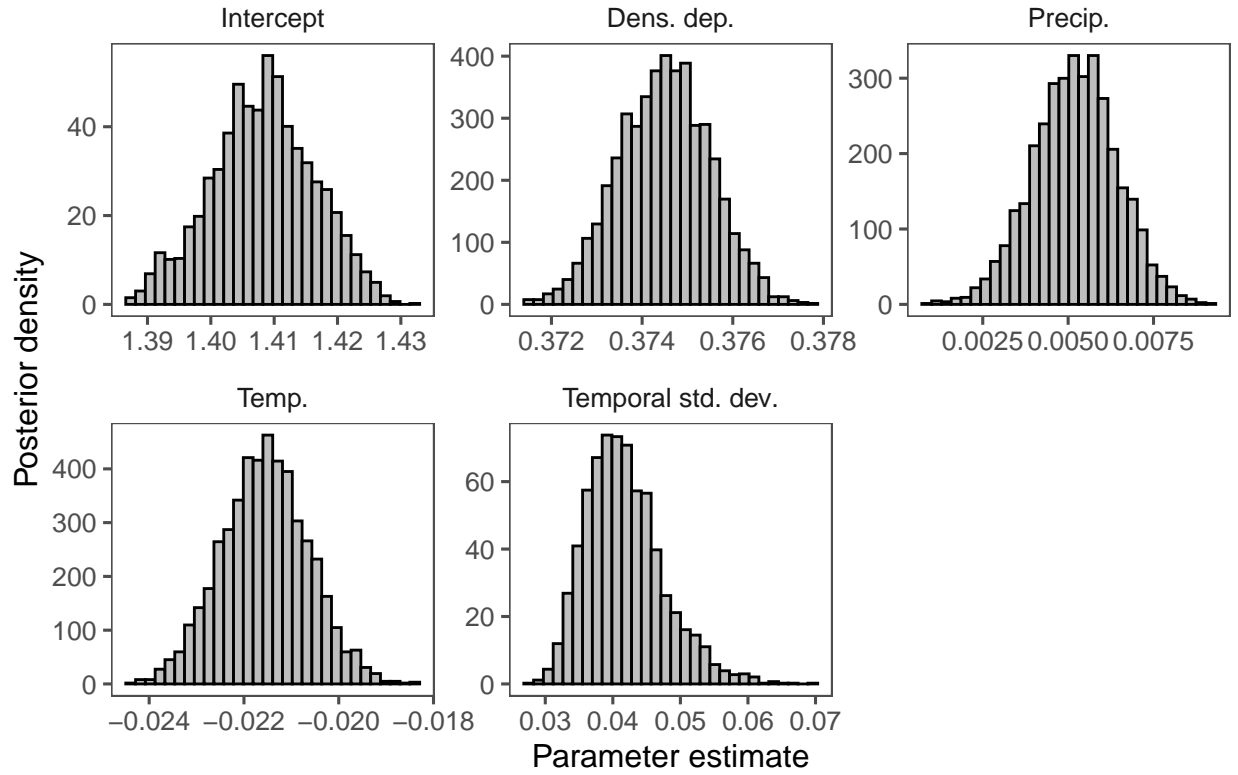 Intercept
Dens. dep.
Precip.
40
20
0
1.39 1.40 1.41 1.42 1.43
400
300
200
100
0
0.372 0.374 0.376 0.378
300
200
100
0
0.0025 0.0050 0.0075
Posterior density
Temp.
Temporal std. dev.
400
300
200
100
0
−0.024 −0.022 −0.020 −0.018
60
40
20
0
0.03 0.04 0.05 0.06 0.07
Parameter estimate